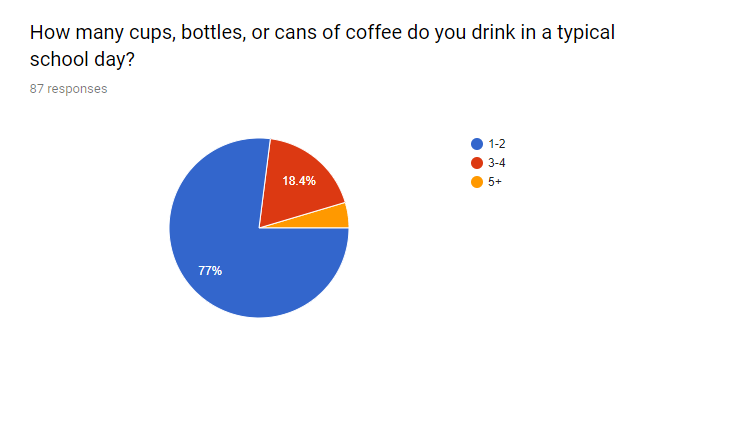 How many cups, bottles, or cans of coffee do you drink in a typical
school day?
87 responses
1-2
3-4
5+
18.4%
77%